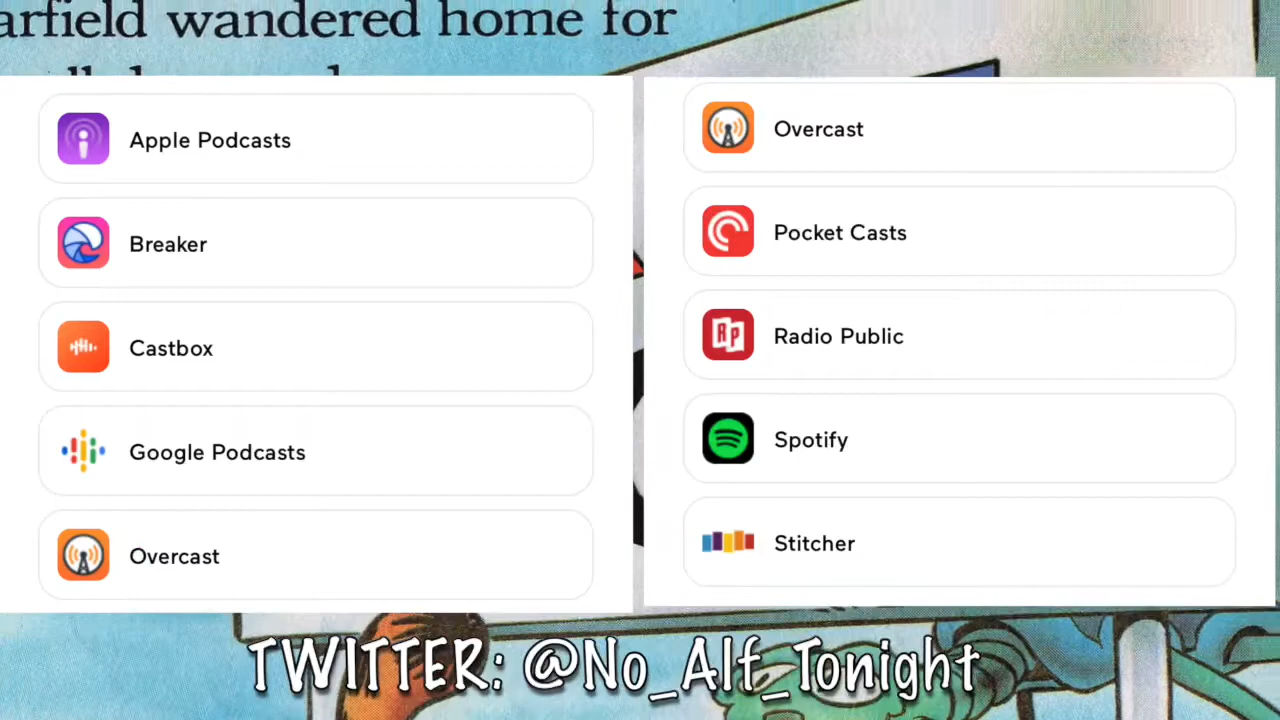 arfield wandered home for
Apple Podcasts
Breaker
Castbox
Google Podcasts
Overcast
Overcast
Pocket Casts
Radio Public
RP
Spotify
Stitcher
TWITTER: @No_Alf_Tonight